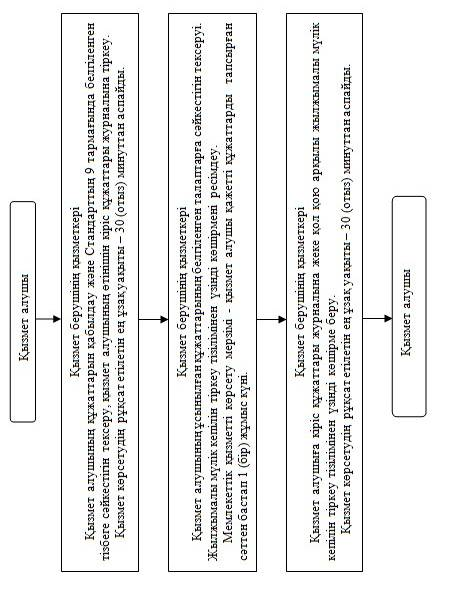 Қызмет алушы
Қызмет берушінің қызметкері
Қызмет алушының құжаттарын қабылдау және Стандарттың 9 тармағында белгіленген
тізбеге сәйкестігін тексеру, қызмет алушының өтінішін кіріс құжаттары журналына тіркеу.
Қызмет көрсетудің рұқсат етілетін ең ұзақ уақыты – 30 (отыз) минуттан аспайды.
Қызмет берушінің қызметкері
Қызмет алушының ұсынылған құжаттарының белгіленген талаптарға сәйкестігін тексеруі.
Жылжымалы мүлік кепілін тіркеу тізілімінен үзінді көшірмені ресімдеу.
Мемлекеттік қызметті көрсету мерзімі - қызмет алушы қажетті құжаттарды тапсырған
сәттен бастап 1 (бір) жұмыс күні.
Қызмет берушінің қызметкері
Қызмет алушыға кіріс құжаттары журналына жеке қол қою арқылы жылжымалы мүлік
кепілін тіркеу тізілімінен үзінді көшірме беру.
Қызмет көрсетудің рұқсат етілетін ең ұзақ уақыты – 30 (отыз) минуттан аспайды.
Қызмет алушы